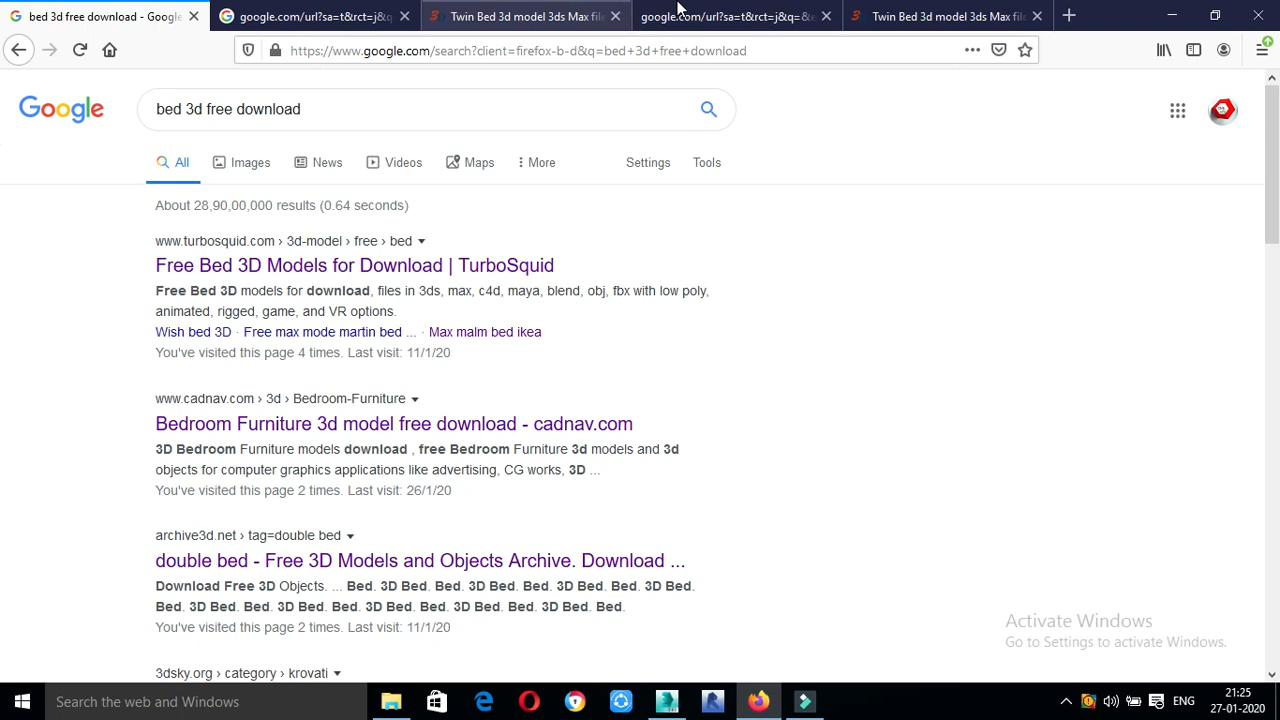 bed 3d free download - Google
google.com/url?sa=t&rct=j&q
Twin Bed 3d model 3ds Max file
google.com/url?sa=t&rct=j&q=&e
Twin Bed 3d model 3ds Max file
https://www.google.com/search?client=firefox-b-d&q=bed+3d+free+download
Google
bed 3d free download
All
Images
News
Videos
Maps
More
Settings
Tools
About 28,90,00,000 results (0.64 seconds)
www.turbosquid.com › 3d-model › free › bed
Free Bed 3D Models for Download | TurboSquid
Free Bed 3D models for download, files in 3ds, max, c4d, maya, blend, obj, fbx with low poly,
animated, rigged, game, and VR options.
Wish bed 3D · Free max mode martin bed ... · Max malm bed ikea
You've visited this page 4 times. Last visit: 11/1/20
www.cadnav.com › 3d › Bedroom-Furniture
Bedroom Furniture 3d model free download - cadnav.com
3D Bedroom Furniture models download , free Bedroom Furniture 3d models and 3d
objects for computer graphics applications like advertising, CG works, 3D ...
You've visited this page 2 times. Last visit: 26/1/20
archive3d.net › tag=double bed
double bed - Free 3D Models and Objects Archive. Download ...
Download Free 3D Objects. ... Bed. 3D Bed. Bed. 3D Bed. Bed. 3D Bed. Bed. 3D Bed.
Bed. 3D Bed. Bed. 3D Bed. Bed. 3D Bed. Bed. 3D Bed. Bed. 3D Bed. Bed.
You've visited this page 2 times. Last visit: 11/1/20
3dsky.org › category › krovati
Activate Windows
Go to Settings to activate Windows.
Search the web and Windows
ENG
21:25
27-01-2020